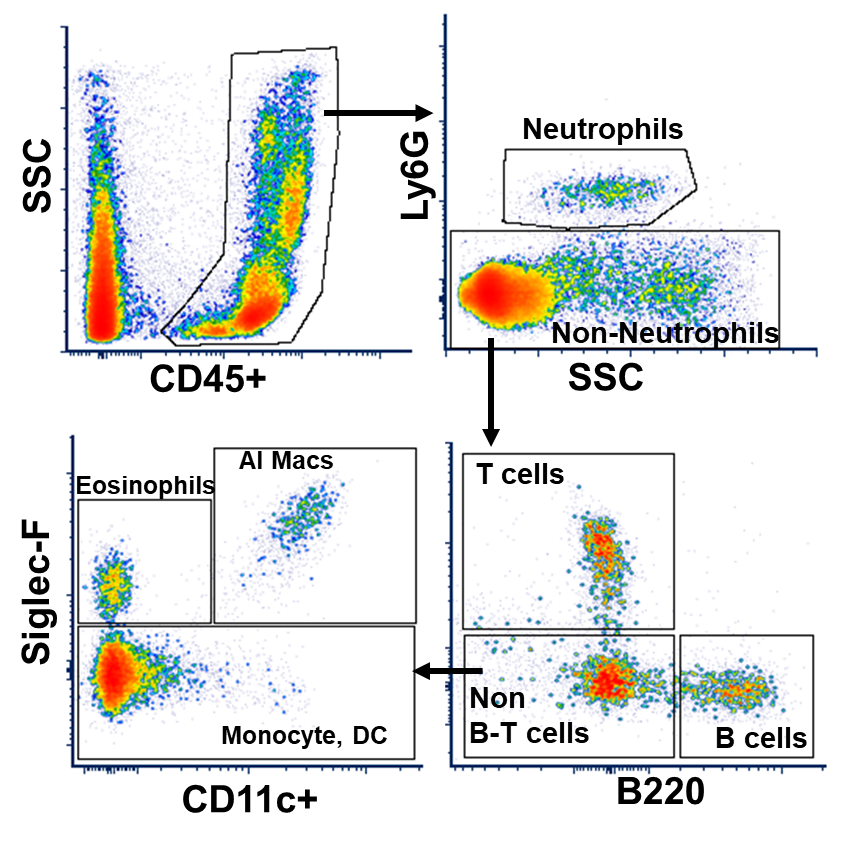 SSC
CD45+
Ly6G
Neutrophils
Non-Neutrophils
SSC
Siglec-F
Eosinophils
Al Macs
Monocyte, DC
CD11c+
T cells
Non
B-T cells
B cells
B220